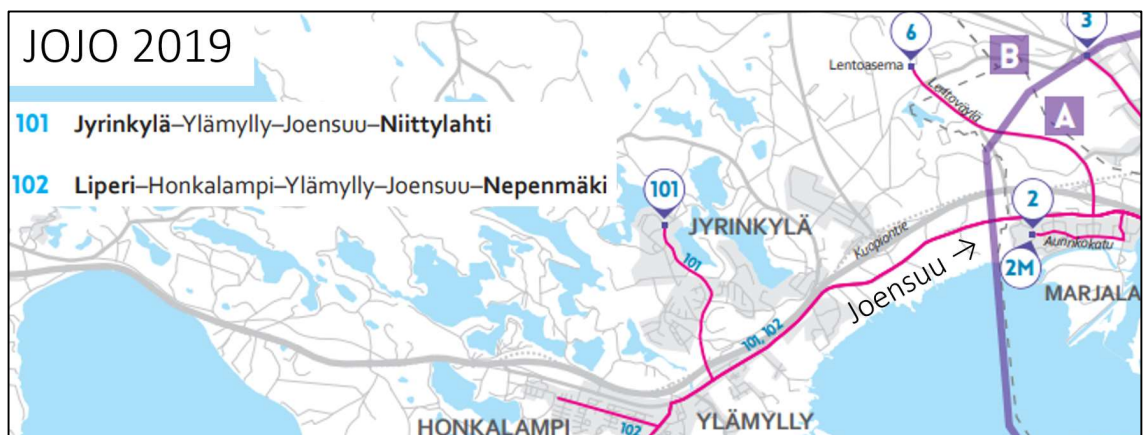 JOJO 2019
101 Jyrinkylä–Ylämylly–Joensuu–Niittylahti
102 Liperi–Honkalampi–Ylämylly–Joensuu–Nepenmäki
6
3
Lentoasema
B
Lentoväylä
A
101
2
JYRINKYLÄ
Kuopiontie
Aurinkokatu
101
2M
Joensuu →
MARJALA
101, 102
HONKALAMPI
102
YLÄMYLLY